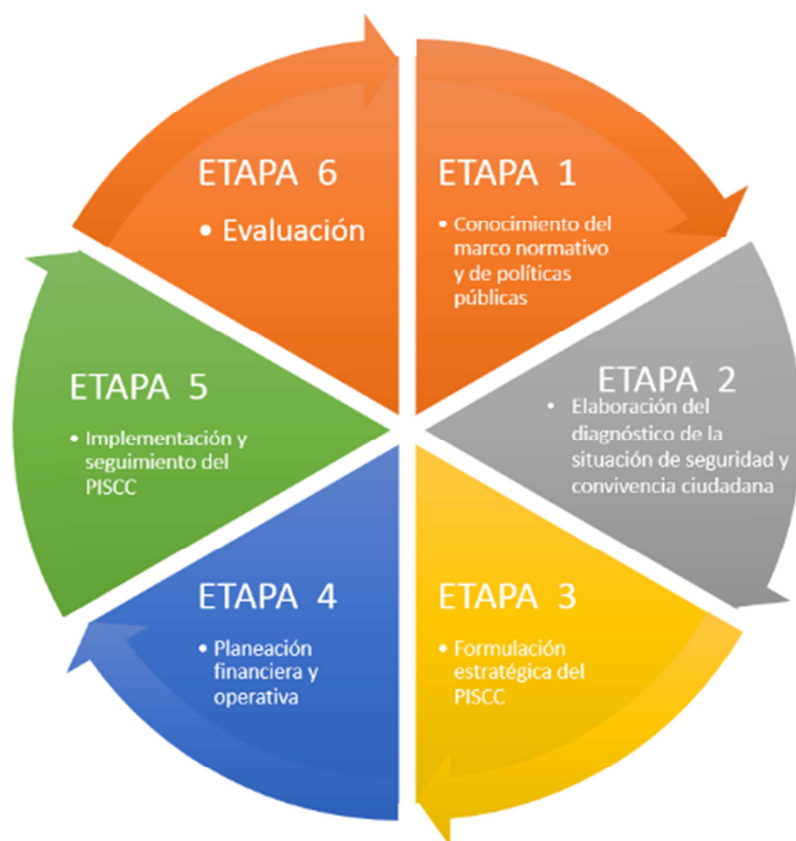 ETAPA 1
• Conocimiento del
marco normativo
y de políticas
públicas
ETAPA 2
• Elaboración del
diagnóstico de la
situación de seguridad y
convivencia ciudadana
ETAPA 3
• Formulación
estratégica del
PISCC
ETAPA 4
• Planeación
financiera y
operativa
ETAPA 5
• Implementación y
seguimiento del
PISCC
ETAPA 6
• Evaluación